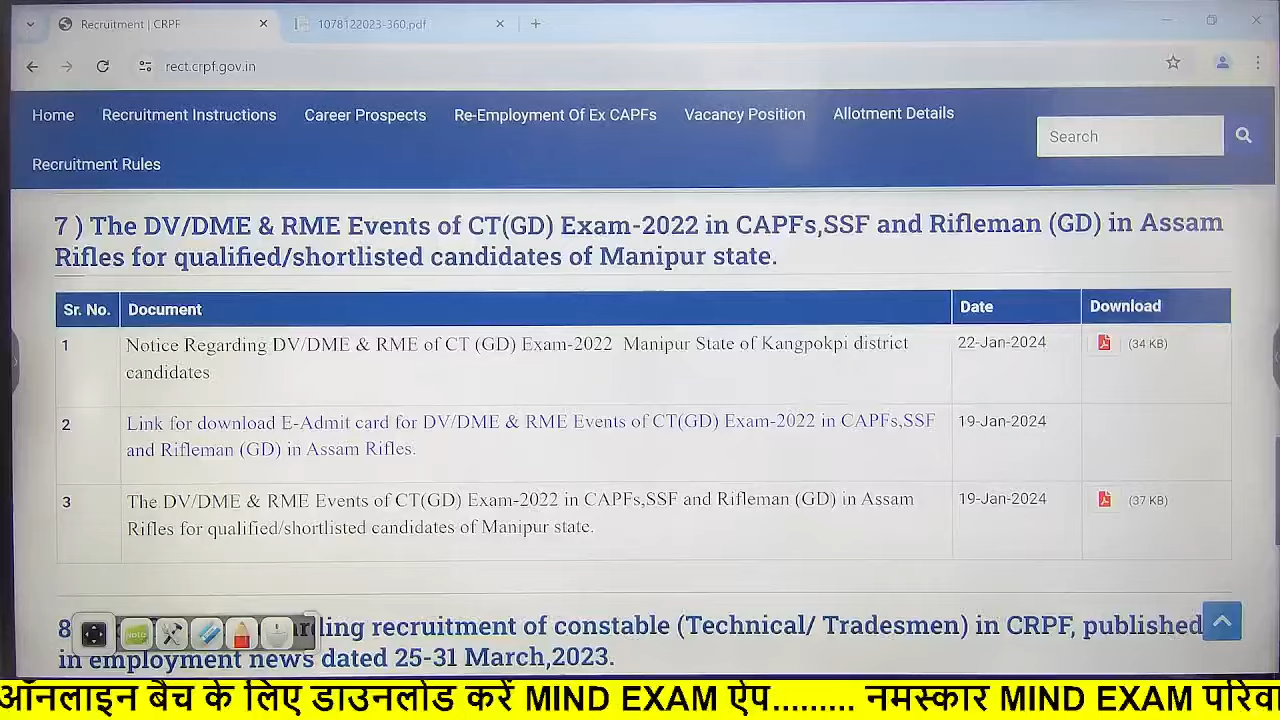 Recruitment | CRPF
1078122023-360.pdf
rect.crpf.gov.in
Home Recruitment Instructions Career Prospects Re-Employment Of Ex CAPFs Vacancy Position Allotment Details
Search
Recruitment Rules
7 ) The DV/DME & RME Events of CT(GD) Exam-2022 in CAPFs,SSF and Rifleman (GD) in Assam
Rifles for qualified/shortlisted candidates of Manipur state.
Sr. No. Document Date Download
1 Notice Regarding DV/DME & RME of CT (GD) Exam-2022 Manipur State of Kangpokpi district 22-Jan-2024 (34 KB)
candidates
2 Link for download E-Admit card for DV/DME & RME Events of CT(GD) Exam-2022 in CAPFs,SSF 19-Jan-2024
and Rifleman (GD) in Assam Rifles.
3 The DV/DME & RME Events of CT(GD) Exam-2022 in CAPFs,SSF and Rifleman (GD) in Assam 19-Jan-2024 (37 KB)
Rifles for qualified/shortlisted candidates of Manipur state.
8 recruitment of constable (Technical/ Tradesmen) in CRPF, published
in employment news dated 25-31 March,2023.
ऑनलाइन बैच के लिए डाउनलोड करें MIND EXAM ऐप......... नमस्कार MIND EXAM